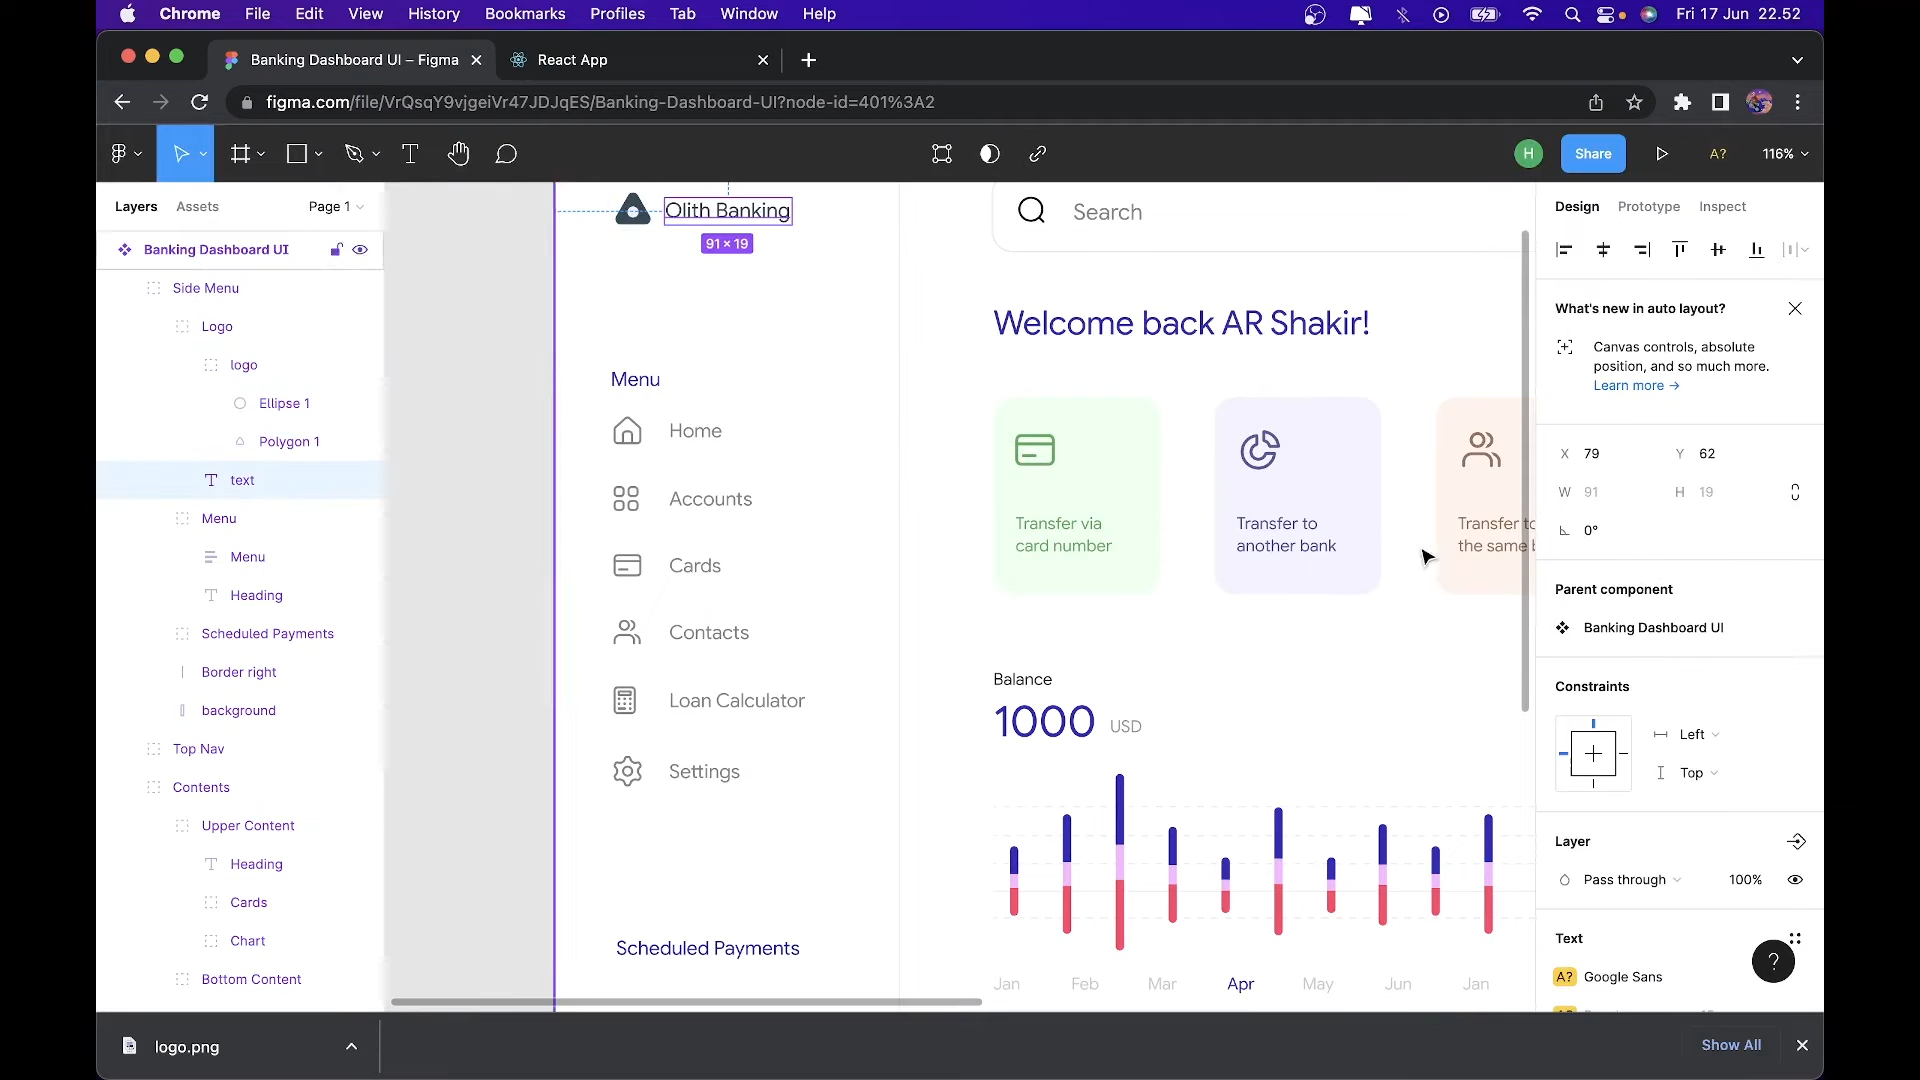 Chrome File Edit View History Bookmarks Profiles Tab Window Help Fri 17 Jun 22.52
Banking Dashboard UI – Figma React App
figma.com/file/VrQsqY9vjgeiVr47JDJqES/Banking-Dashboard-UI?node-id=401%3A2
H Share A? 116%
Layers Assets Page 1
Banking Dashboard UI
Side Menu
Logo
logo
Ellipse 1
Polygon 1
text
Menu
Menu
Heading
Scheduled Payments
Border right
background
Top Nav
Contents
Upper Content
Heading
Cards
Chart
Bottom Content
Olith Banking
91 × 19
Menu
Home
Accounts
Cards
Contacts
Loan Calculator
Settings
Scheduled Payments
Search
Welcome back AR Shakir!
Transfer via
card number
Transfer to
another bank
Transfer to
the same b
Balance
1000 USD
Jan Feb Mar Apr May Jun Jan
Design Prototype Inspect
What's new in auto layout?
Canvas controls, absolute
position, and so much more.
Learn more →
X 79 Y 62
W 91 H 19
0°
Parent component
Banking Dashboard UI
Constraints
Left
Top
Layer
Pass through 100%
Text
A? Google Sans
?
logo.png Show All